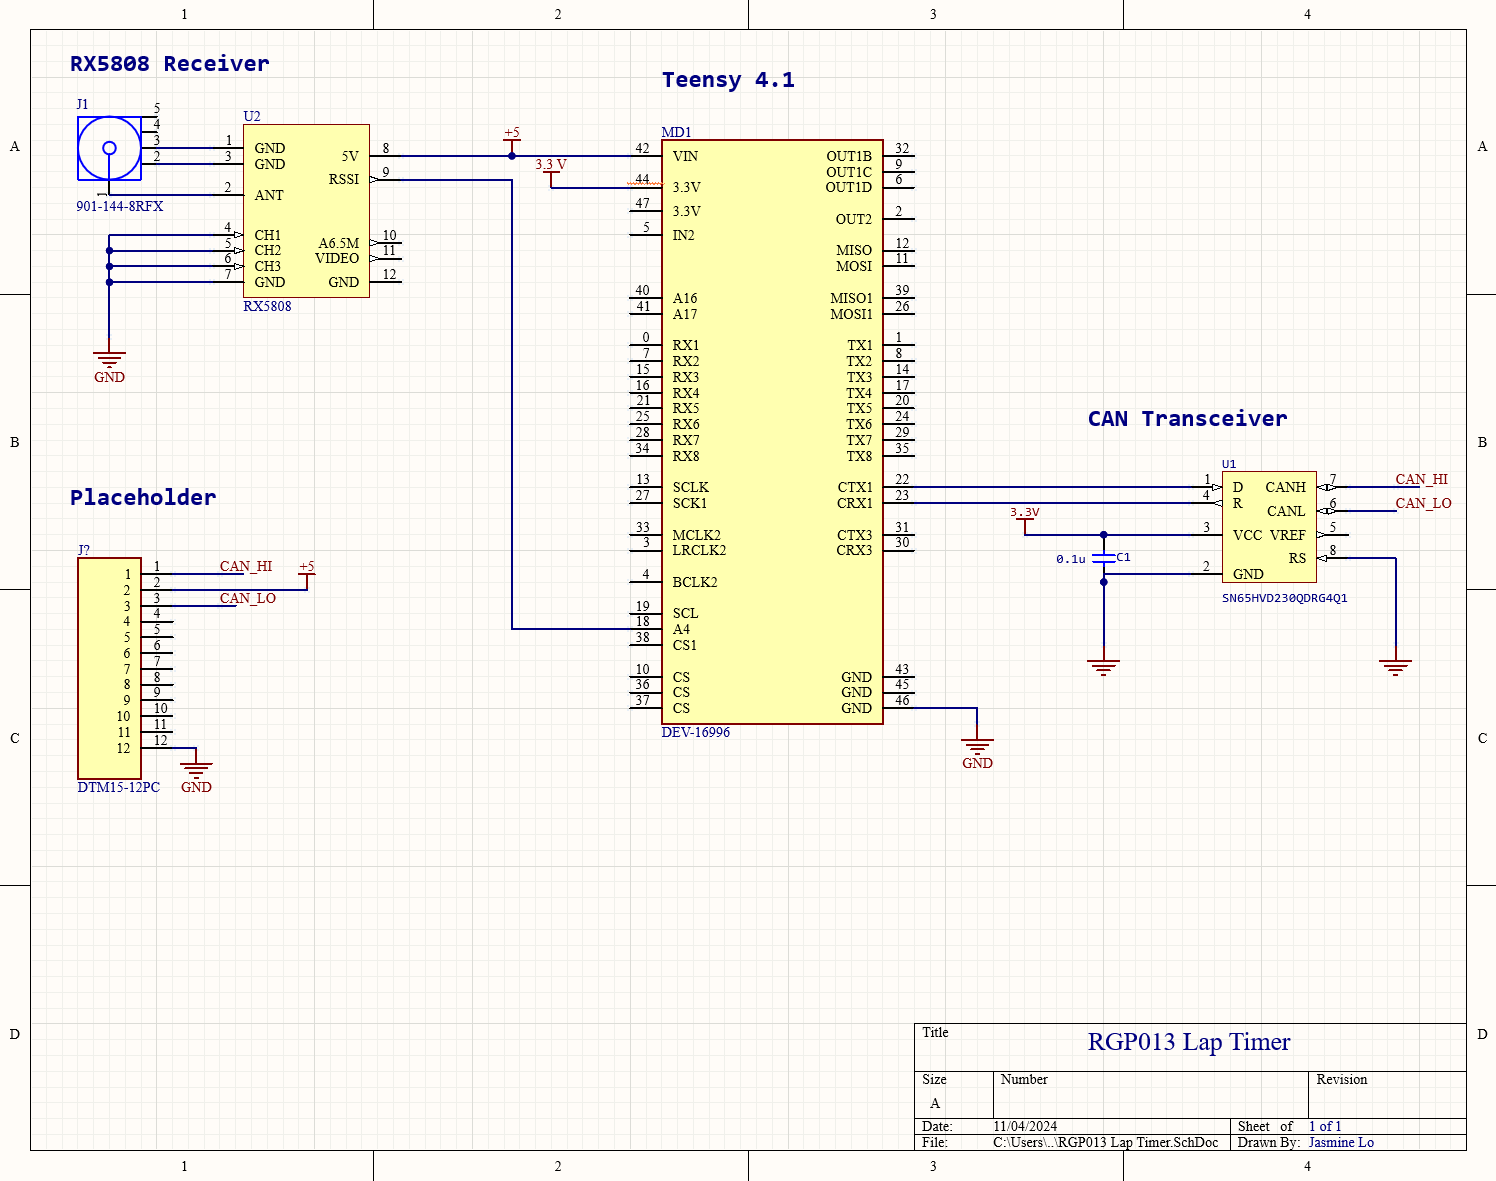 1 2 3 4
RX5808 Receiver
Teensy 4.1
A A
B B
C C
D D
J1
5
4
3
2
1
901-144-8RFX
U2
1 GND
3 GND
2 ANT
4 CH1
5 CH2
6 CH3
7 GND
5V 8
RSSI 9
A6.5M 10
VIDEO 11
GND 12
RX5808
GND
+5
3.3 V
MD1
42 VIN
44 3.3V
47 3.3V
5 IN2
40 A16
41 A17
0 RX1
7 RX2
15 RX3
16 RX4
21 RX5
25 RX6
28 RX7
34 RX8
13 SCLK
27 SCK1
33 MCLK2
3 LRCLK2
4 BCLK2
19 SCL
18 A4
38 CS1
10 CS
36 CS
37 CS
OUT1B 32
OUT1C 9
OUT1D 6
OUT2 2
MISO 12
MOSI 11
MISO1 39
MOSI1 26
TX1 1
TX2 8
TX3 14
TX4 17
TX5 20
TX6 24
TX7 29
TX8 35
CTX1 22
CRX1 23
CTX3 31
CRX3 30
GND 43
GND 45
GND 46
DEV-16996
GND
CAN Transceiver
U1
1 D
4 R
3 VCC
2 GND
CANH 7 CAN_HI
CANL 6 CAN_LO
VREF 5
RS 8
SN65HVD230QDRG4Q1
3.3V
0.1u C1
Placeholder
J?
1 1 CAN_HI
2 2 +5
3 3 CAN_LO
4 4
5 5
6 6
7 7
8 8
9 9
10 10
11 11
12 12
DTM15-12PC
GND
Title
RGP013 Lap Timer
Size Number Revision
A
Date: 11/04/2024 Sheet of 1 of 1
File: C:\Users\..\RGP013 Lap Timer.SchDoc Drawn By: Jasmine Lo
1 2 3 4